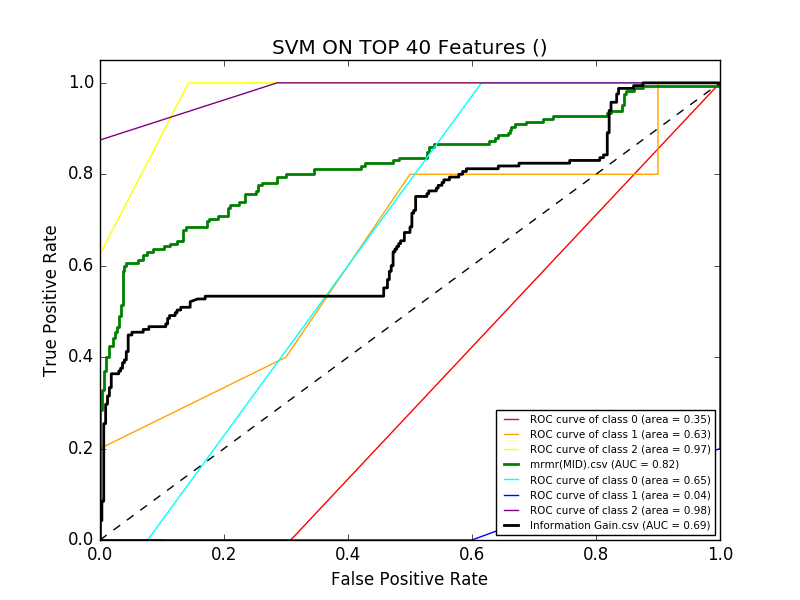 SVM ON TOP 40 Features ()
True Positive Rate
1.0
0.8
0.6
0.4
0.2
0.0
0.0 0.2 0.4 0.6 0.8 1.0
False Positive Rate
ROC curve of class 0 (area = 0.35)
ROC curve of class 1 (area = 0.63)
ROC curve of class 2 (area = 0.97)
mrmr(MID).csv (AUC = 0.82)
ROC curve of class 0 (area = 0.65)
ROC curve of class 1 (area = 0.04)
ROC curve of class 2 (area = 0.98)
Information Gain.csv (AUC = 0.69)